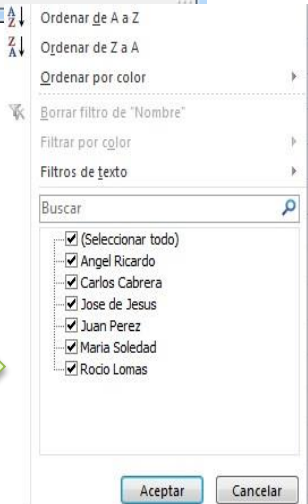 Ordenar de A a Z
Ordenar de Z a A
Ordenar por color
Borrar filtro de "Nombre"
Filtrar por color
Filtros de texto
Buscar
(Seleccionar todo)
Angel Ricardo
Carlos Cabrera
Jose de Jesus
Juan Perez
Maria Soledad
Rocio Lomas
Aceptar Cancelar